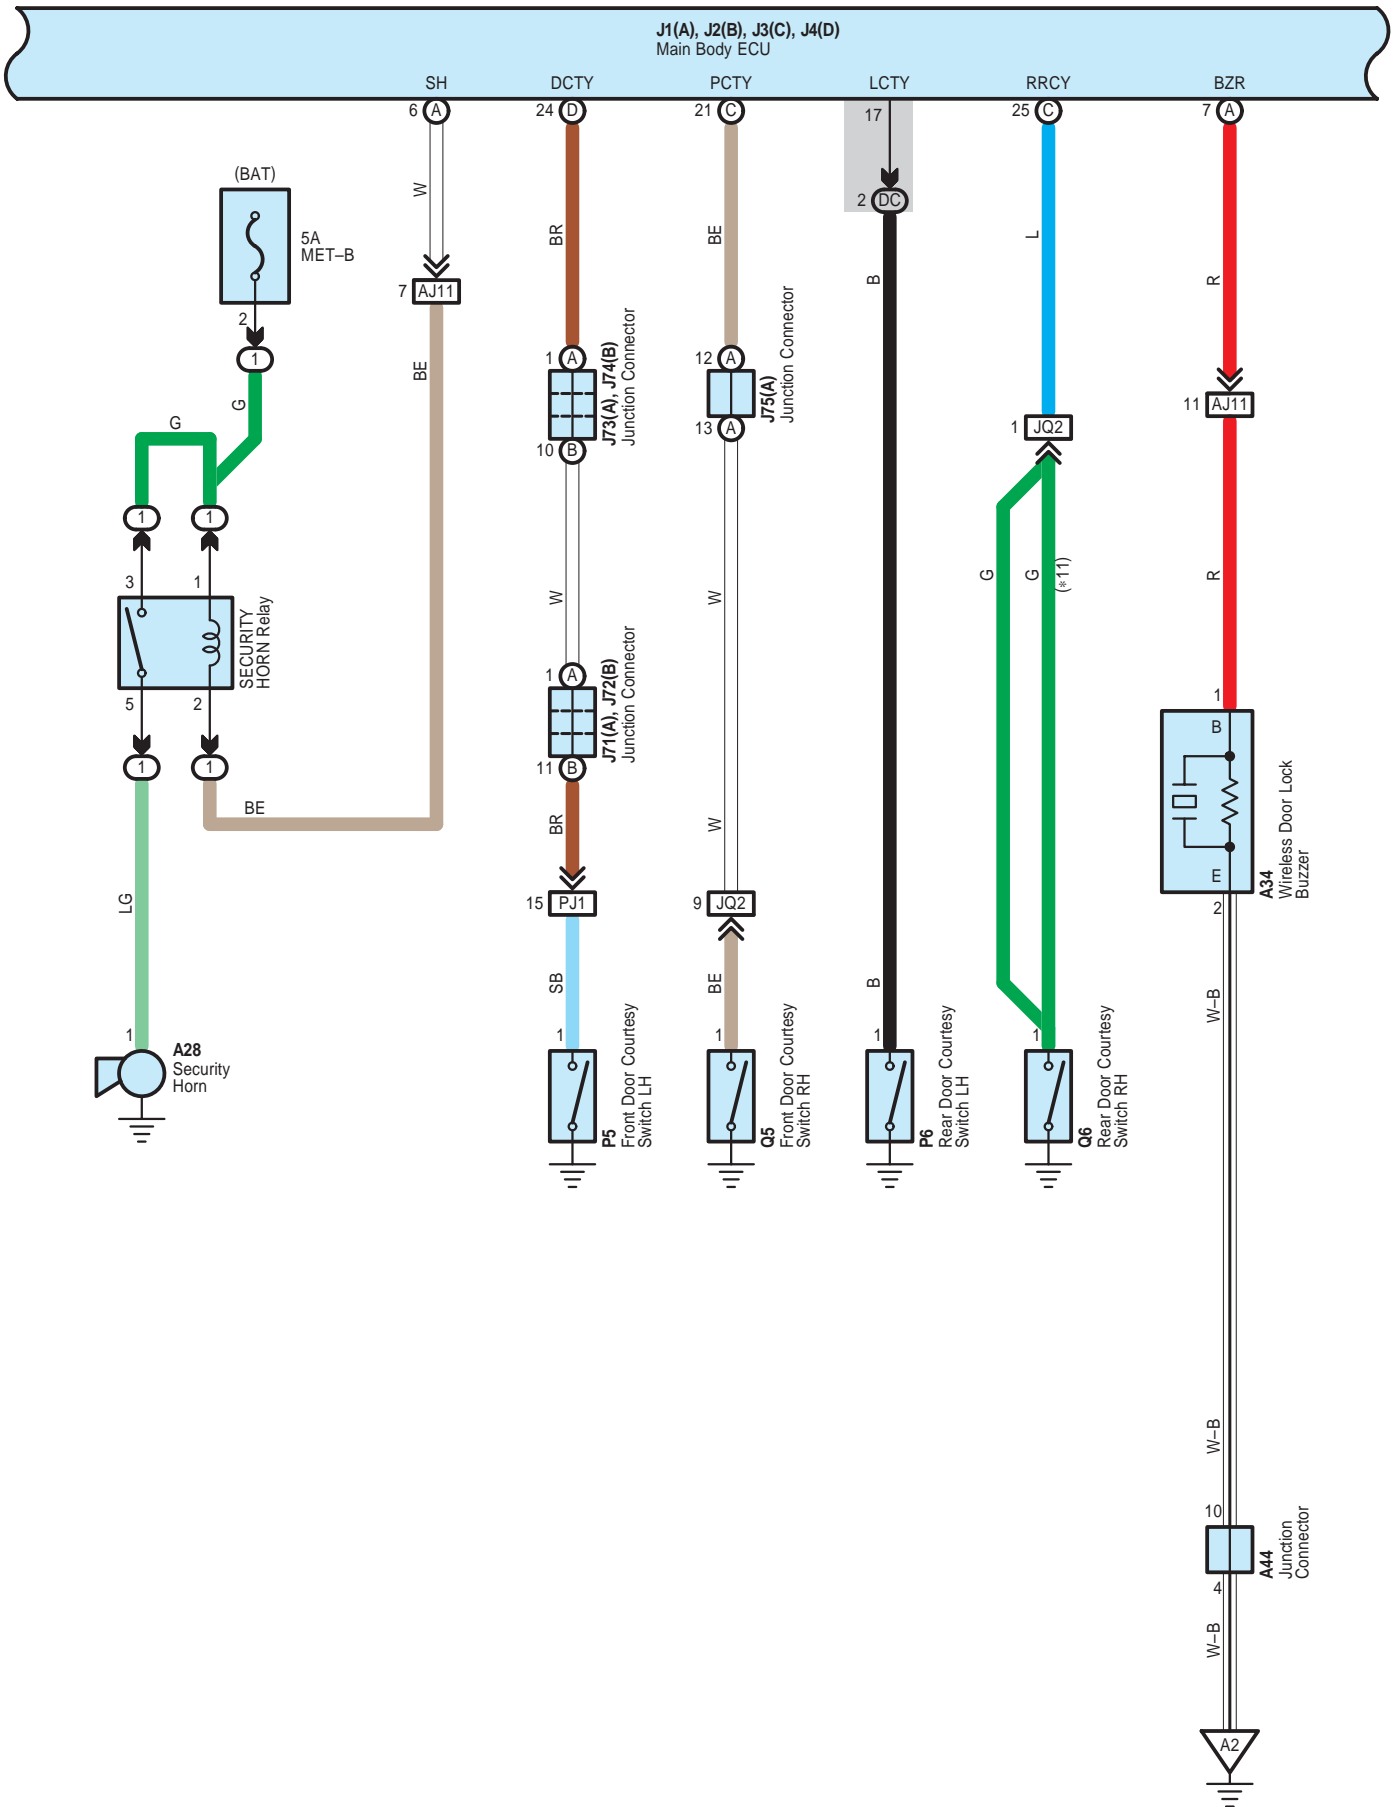 J1(A), J2(B), J3(C), J4(D)
Main Body ECU
SH DCTY PCTY LCTY RRCY BZR
6 A 24 D 21 C 17 25 C 7 A
(BAT)
W
2 DC
BR BE L
5A
MET–B
B R
7 AJ11
2
1
1 A
J73(A), J74(B)
Junction Connector
12 A
J75(A)
Junction Connector
BE
G
G
11 AJ11
10 B
13 A
1 JQ2
1 1
3 1
SECURITY
HORN Relay
W W G G (*11) R
5 2
1 A
J71(A), J72(B)
Junction Connector
1
11 B
1 1
BE
BR W
B
E
A34
Wireless Door Lock
Buzzer
2
LG
15 PJ1
9 JQ2
SB BE B W–B
1 1 1 1 1
A28
Security
Horn
P5
Front Door Courtesy
Switch LH
Q5
Front Door Courtesy
Switch RH
P6
Rear Door Courtesy
Switch LH
Q6
Rear Door Courtesy
Switch RH
W–B
10
A44
Junction
Connector
4
W–B
A2